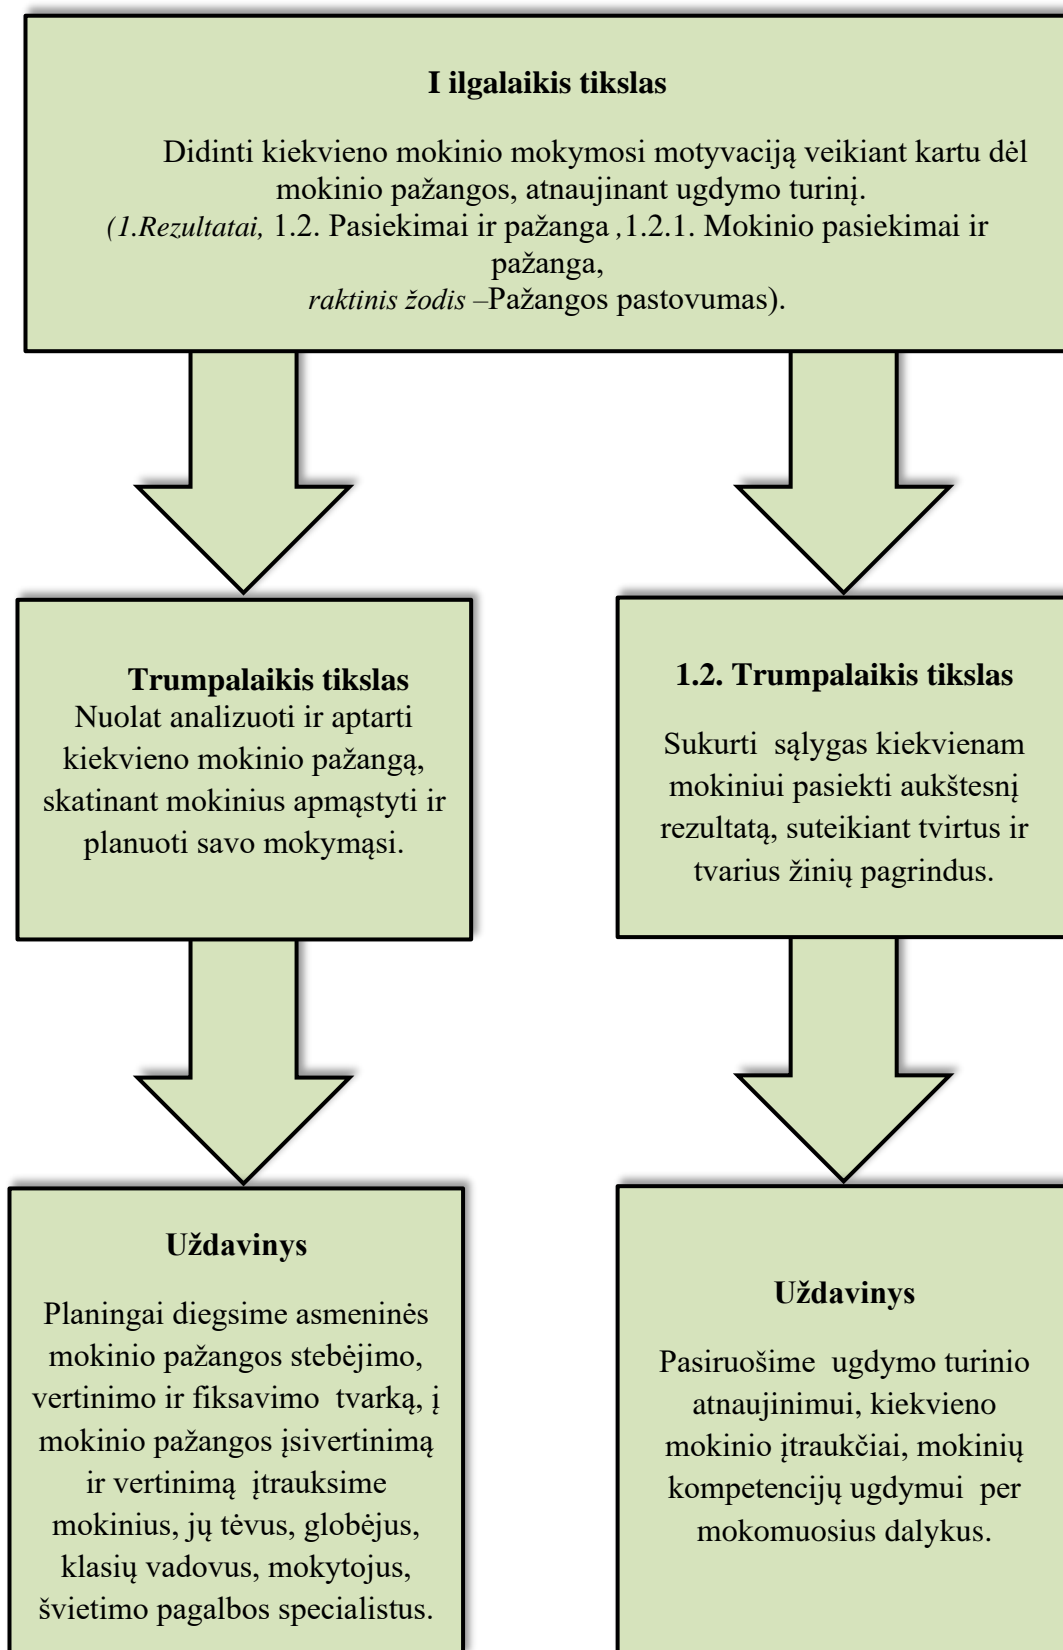 I ilgalaikis tikslas
Didinti kiekvieno mokinio mokymosi motyvaciją veikiant kartu dėl
mokinio pažangos, atnaujinant ugdymo turinį.
(1.Rezultatai, 1.2. Pasiekimai ir pažanga ,1.2.1. Mokinio pasiekimai ir
pažanga,
raktinis žodis –Pažangos pastovumas).
Trumpalaikis tikslas
Nuolat analizuoti ir aptarti
kiekvieno mokinio pažangą,
skatinant mokinius apmąstyti ir
planuoti savo mokymąsi.
1.2. Trumpalaikis tikslas
Sukurti sąlygas kiekvienam
mokiniui pasiekti aukštesnį
rezultatą, suteikiant tvirtus ir
tvarius žinių pagrindus.
Uždavinys
Planingai diegsime asmeninės
mokinio pažangos stebėjimo,
vertinimo ir fiksavimo tvarką, į
mokinio pažangos įsivertinimą
ir vertinimą įtrauksime
mokinius, jų tėvus, globėjus,
klasių vadovus, mokytojus,
švietimo pagalbos specialistus.
Uždavinys
Pasiruošime ugdymo turinio
atnaujinimui, kiekvieno
mokinio įtraukčiai, mokinių
kompetencijų ugdymui per
mokomuosius dalykus.